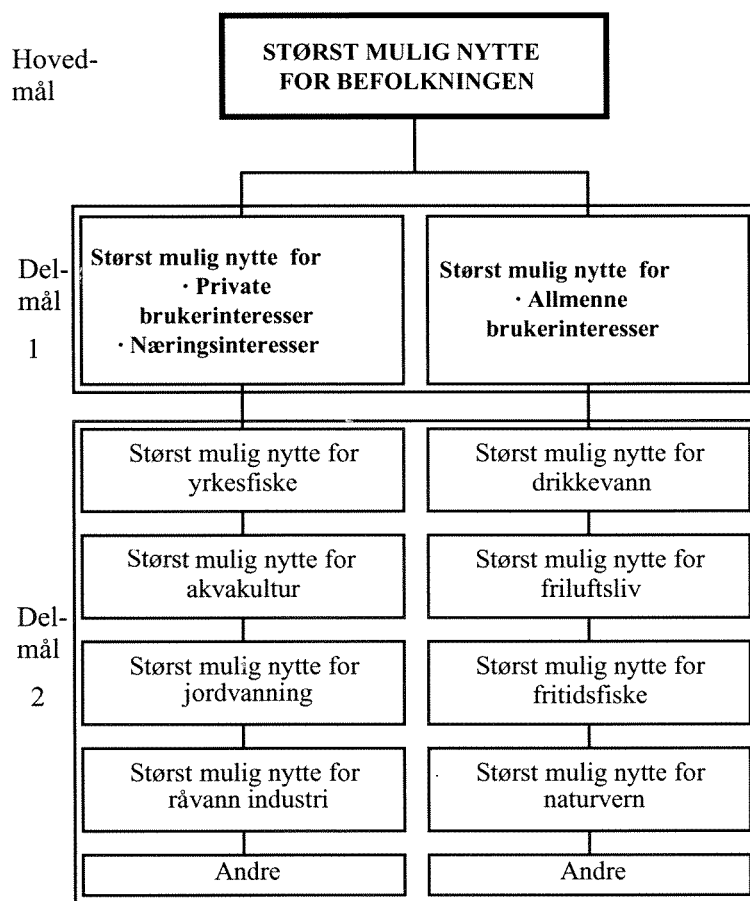 Hoved-
mål
STØRST MULIG NYTTE
FOR BEFOLKNINGEN
Del-
mål
1
Størst mulig nytte for
· Private
brukerinteresser
· Næringsinteresser
Størst mulig nytte for
· Allmenne
brukerinteresser
Del-
mål
2
Størst mulig nytte for
yrkesfiske
Størst mulig nytte for
akvakultur
Størst mulig nytte for
jordvanning
Størst mulig nytte for
råvann industri
Andre
Størst mulig nytte for
drikkevann
Størst mulig nytte for
friluftsliv
Størst mulig nytte for
fritidsfiske
Størst mulig nytte for
naturvern
Andre